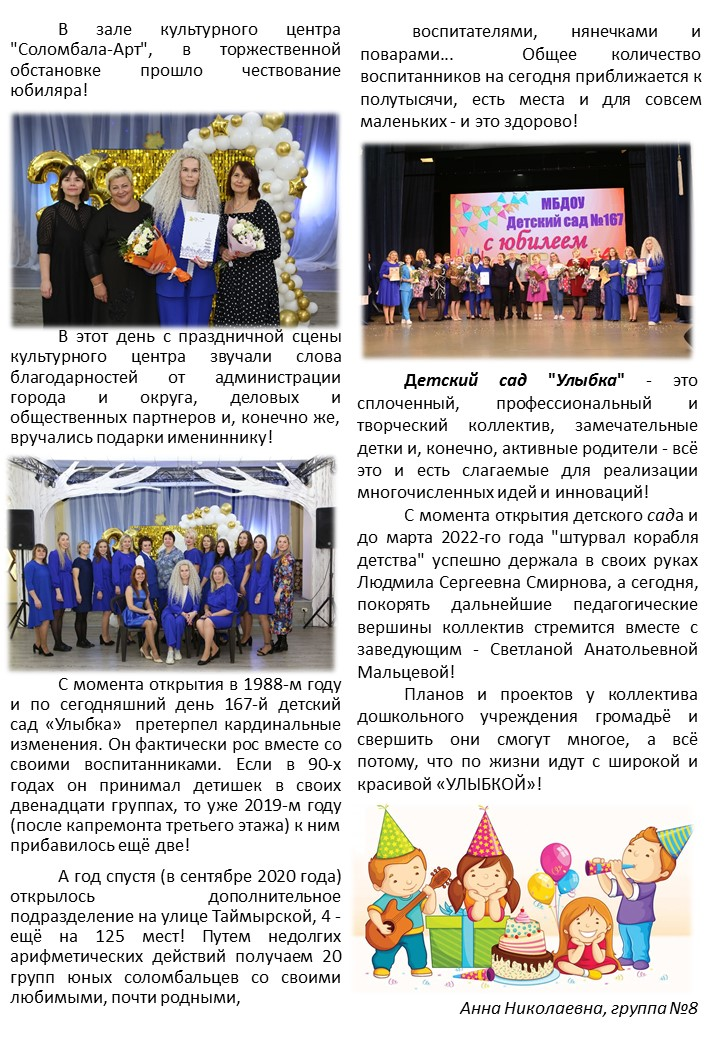 В зале культурного центра
"Соломбала-Арт", в торжественной
обстановке прошло чествование
юбиляра!
В этот день с праздничной сцены
культурного центра звучали слова
благодарностей от администрации
города и округа, деловых и
общественных партнеров и, конечно же,
вручались подарки имениннику!
С момента открытия в 1988-м году
и по сегодняшний день 167-й детский
сад «Улыбка» претерпел кардинальные
изменения. Он фактически рос вместе со
своими воспитанниками. Если в 90-х
годах он принимал детишек в своих
двенадцати группах, то уже 2019-м году
(после капремонта третьего этажа) к ним
прибавилось ещё две!
А год спустя (в сентябре 2020 года)
открылось дополнительное
подразделение на улице Таймырской, 4 -
ещё на 125 мест! Путем недолгих
арифметических действий получаем 20
групп юных соломбальцев со своими
любимыми, почти родными,
воспитателями, нянечками и
поварами... Общее количество
воспитанников на сегодня приближается к
полутысячи, есть места и для совсем
маленьких - и это здорово!
МБДОУ
Детский сад №167
с юбилеем
Детский сад "Улыбка" - это
сплоченный, профессиональный и
творческий коллектив, замечательные
детки и, конечно, активные родители - всё
это и есть слагаемые для реализации
многочисленных идей и инноваций!
С момента открытия детского сада и
до марта 2022-го года "штурвал корабля
детства" успешно держала в своих руках
Людмила Сергеевна Смирнова, а сегодня,
покорять дальнейшие педагогические
вершины коллектив стремится вместе с
заведующим - Светланой Анатольевной
Мальцевой!
Планов и проектов у коллектива
дошкольного учреждения громадьё и
свершить они смогут многое, а всё
потому, что по жизни идут с широкой и
красивой «УЛЫБКОЙ»!
Анна Николаевна, группа №8